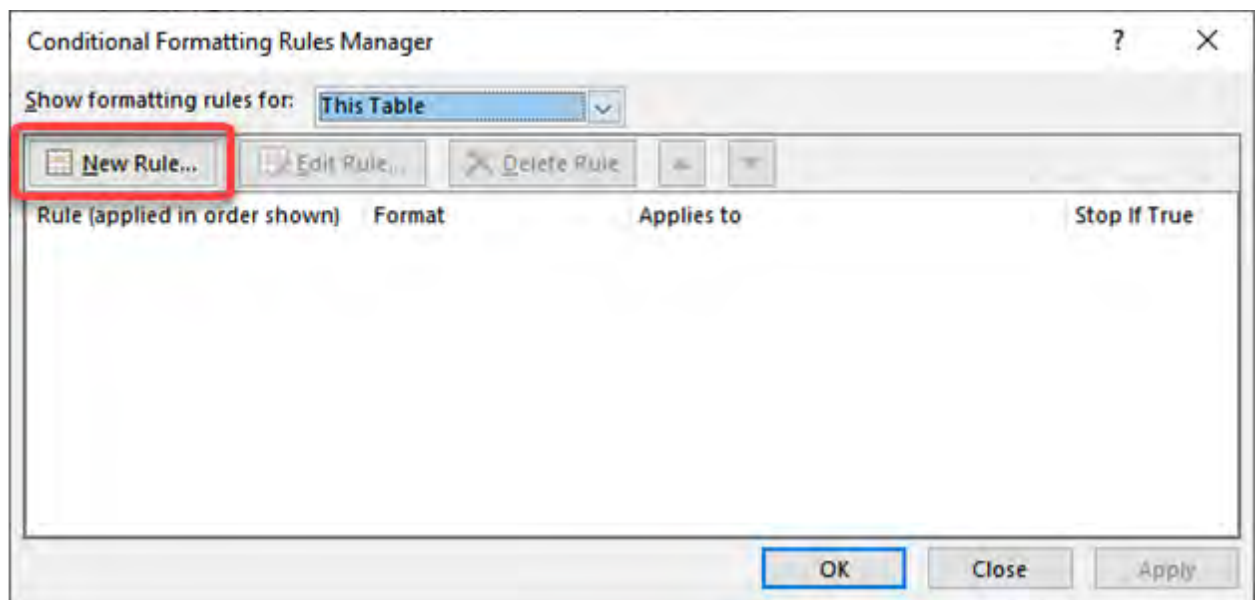 Conditional Formatting Rules Manager ? ×
Show formatting rules for: This Table
New Rule... Edit Rule... Delete Rule
Rule (applied in order shown) Format Applies to Stop If True
OK Close Apply